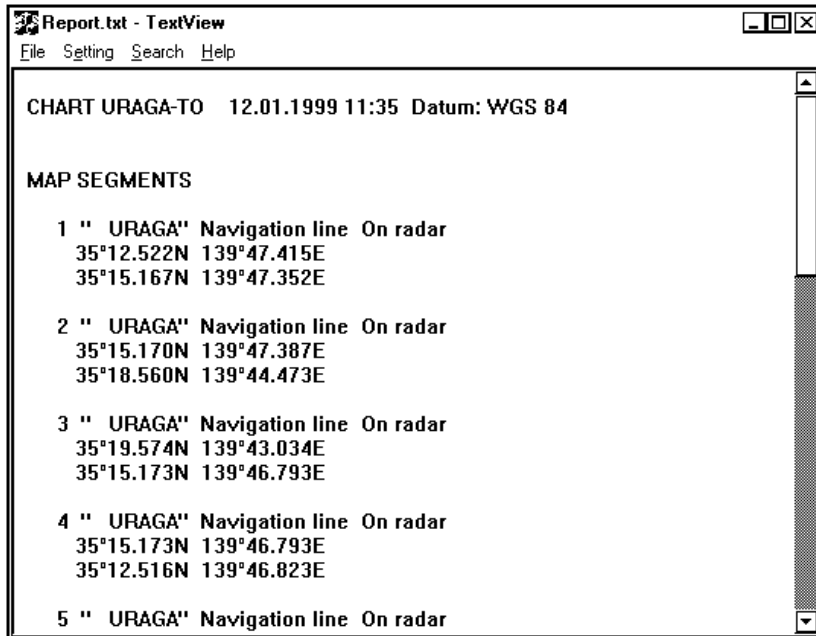 Report.txt - TextView
File Setting Search Help
CHART URAGA-TO 12.01.1999 11:35 Datum: WGS 84
MAP SEGMENTS
1 " URAGA" Navigation line On radar
35°12.522N 139°47.415E
35°15.167N 139°47.352E
2 " URAGA" Navigation line On radar
35°15.170N 139°47.387E
35°18.560N 139°44.473E
3 " URAGA" Navigation line On radar
35°19.574N 139°43.034E
35°15.173N 139°46.793E
4 " URAGA" Navigation line On radar
35°15.173N 139°46.793E
35°12.516N 139°46.823E
5 " URAGA" Navigation line On radar